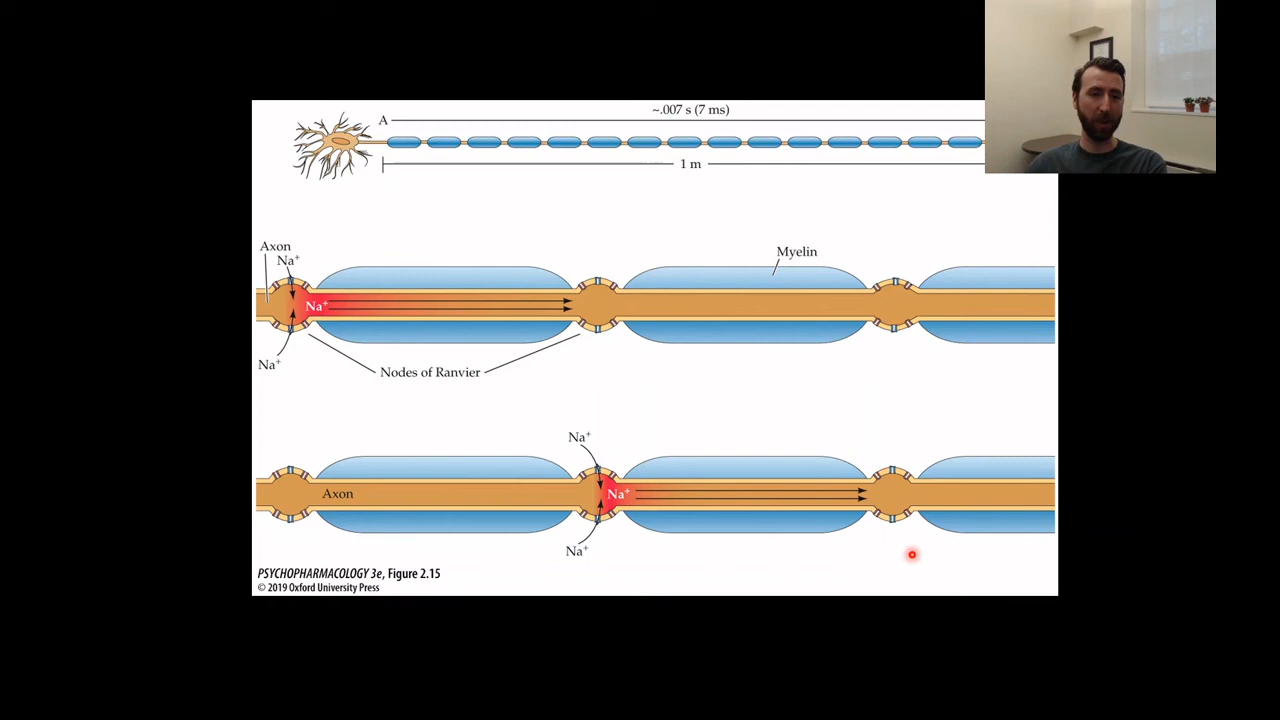 ~.007 s (7 ms)
A
1 m
Axon
Na⁺
Myelin
Na⁺
Na⁺
Nodes of Ranvier
Na⁺
Axon
Na⁺
Na⁺
PSYCHOPHARMACOLOGY 3e, Figure 2.15
© 2019 Oxford University Press